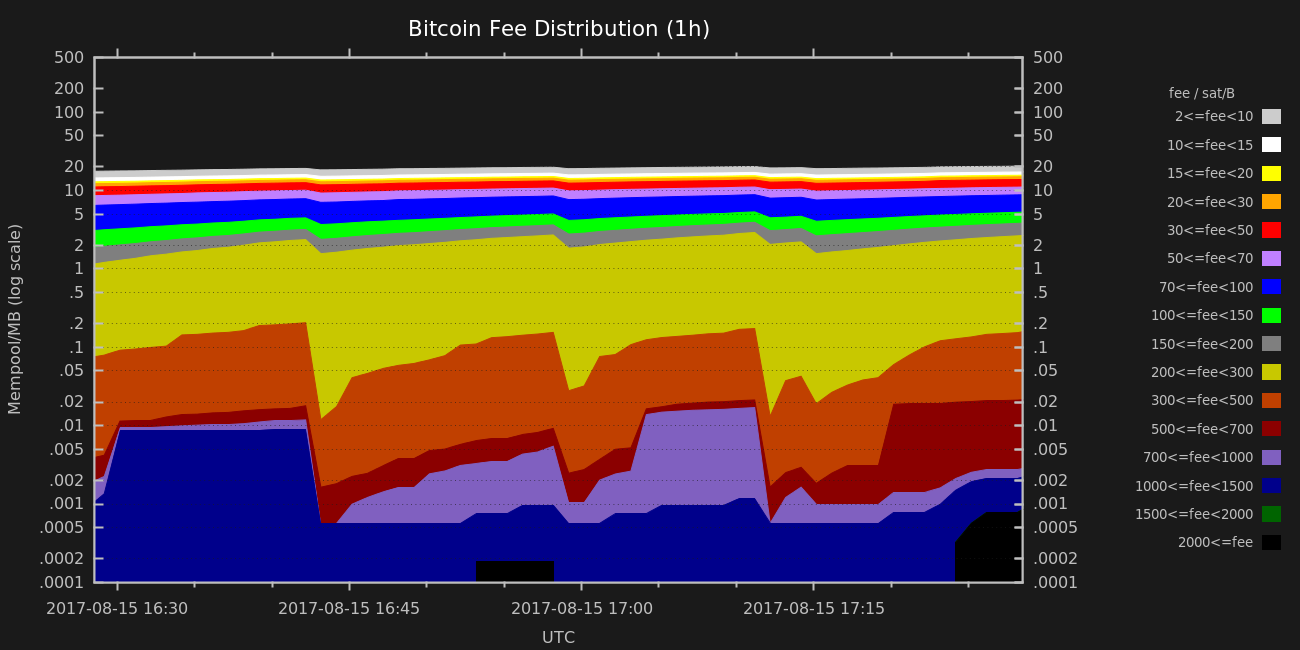 Bitcoin Fee Distribution (1h)
500 500
200 200
100 100
50 50
20 20
10 10
5 5
2 2
1 1
.5 .5
.2 .2
.1 .1
.05 .05
.02 .02
.01 .01
.005 .005
.002 .002
.001 .001
.0005 .0005
.0002 .0002
.0001 .0001
Mempool/MB (log scale)
2017-08-15 16:30 2017-08-15 16:45 2017-08-15 17:00 2017-08-15 17:15
UTC
fee / sat/B
2<=fee<10
10<=fee<15
15<=fee<20
20<=fee<30
30<=fee<50
50<=fee<70
70<=fee<100
100<=fee<150
150<=fee<200
200<=fee<300
300<=fee<500
500<=fee<700
700<=fee<1000
1000<=fee<1500
1500<=fee<2000
2000<=fee